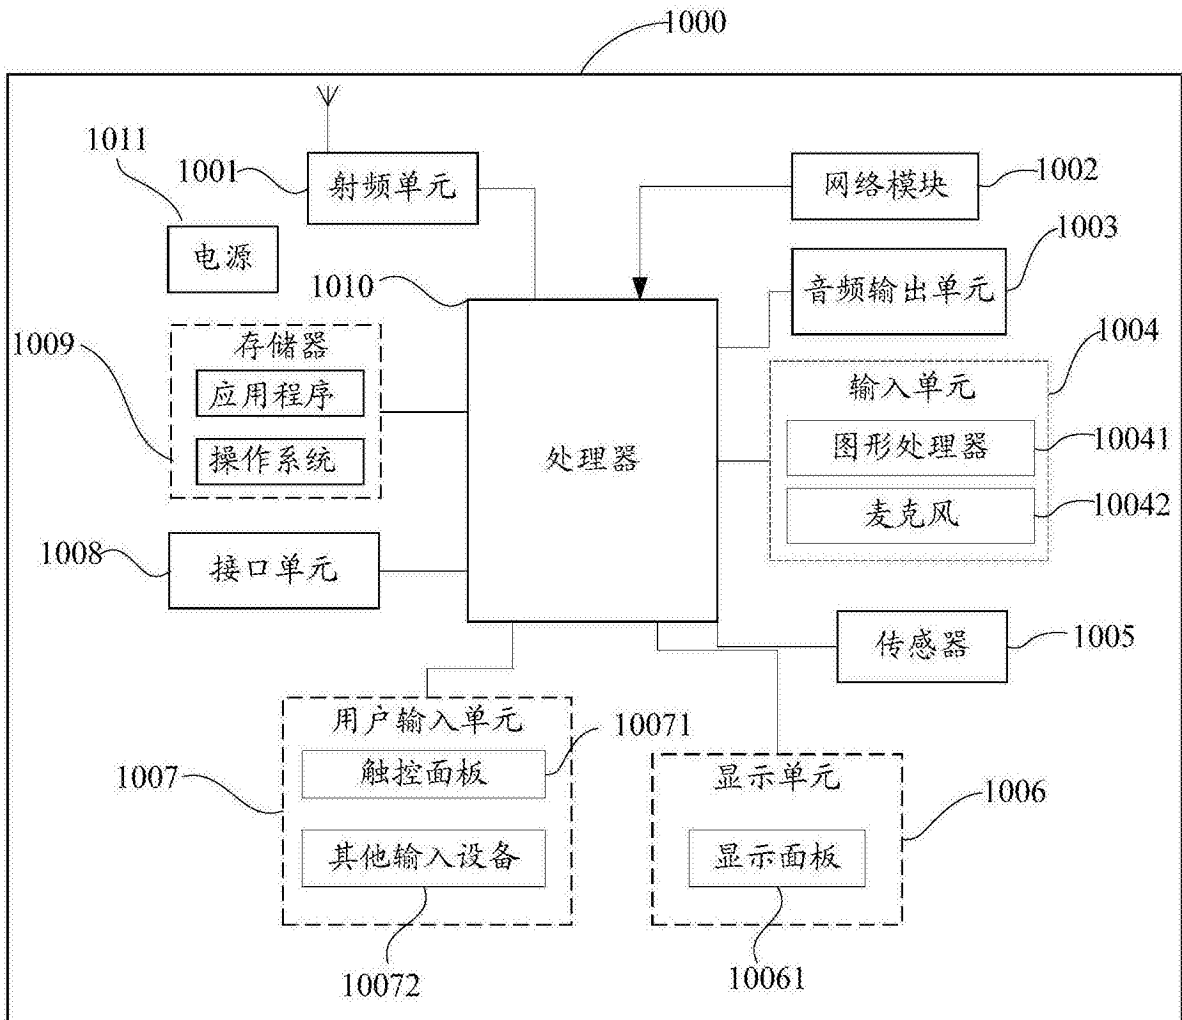 1000
1011
1001
射频单元
网络模块
1002
电源
1003
音频输出单元
1010
1009
存储器
应用程序
操作系统
处理器
1004
输入单元
图形处理器
10041
麦克风
10042
1008
接口单元
传感器
1005
用户输入单元
10071
1007
触控面板
其他输入设备
10072
显示单元
1006
显示面板
10061